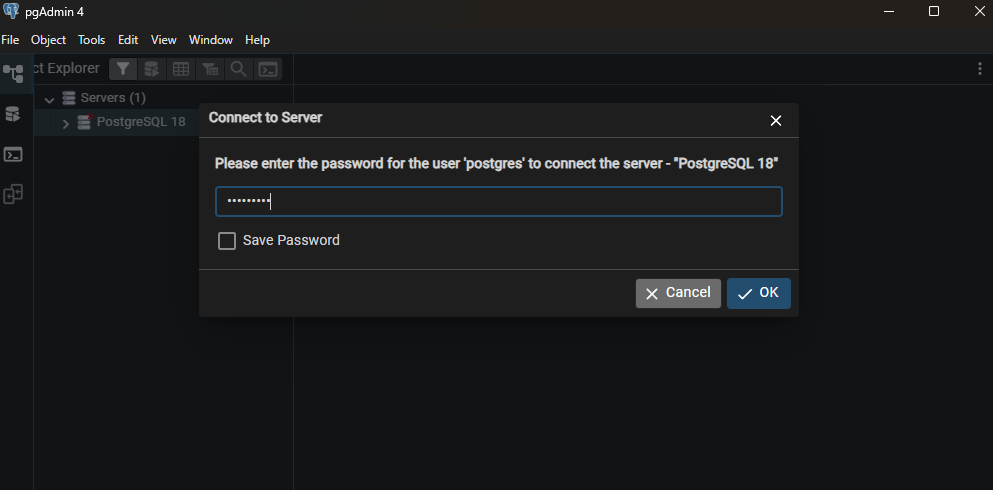 pgAdmin 4
File Object Tools Edit View Window Help
ct Explorer
Servers (1)
PostgreSQL 18
Connect to Server
Please enter the password for the user 'postgres' to connect the server - "PostgreSQL 18"
•••••••••
Save Password
Cancel OK